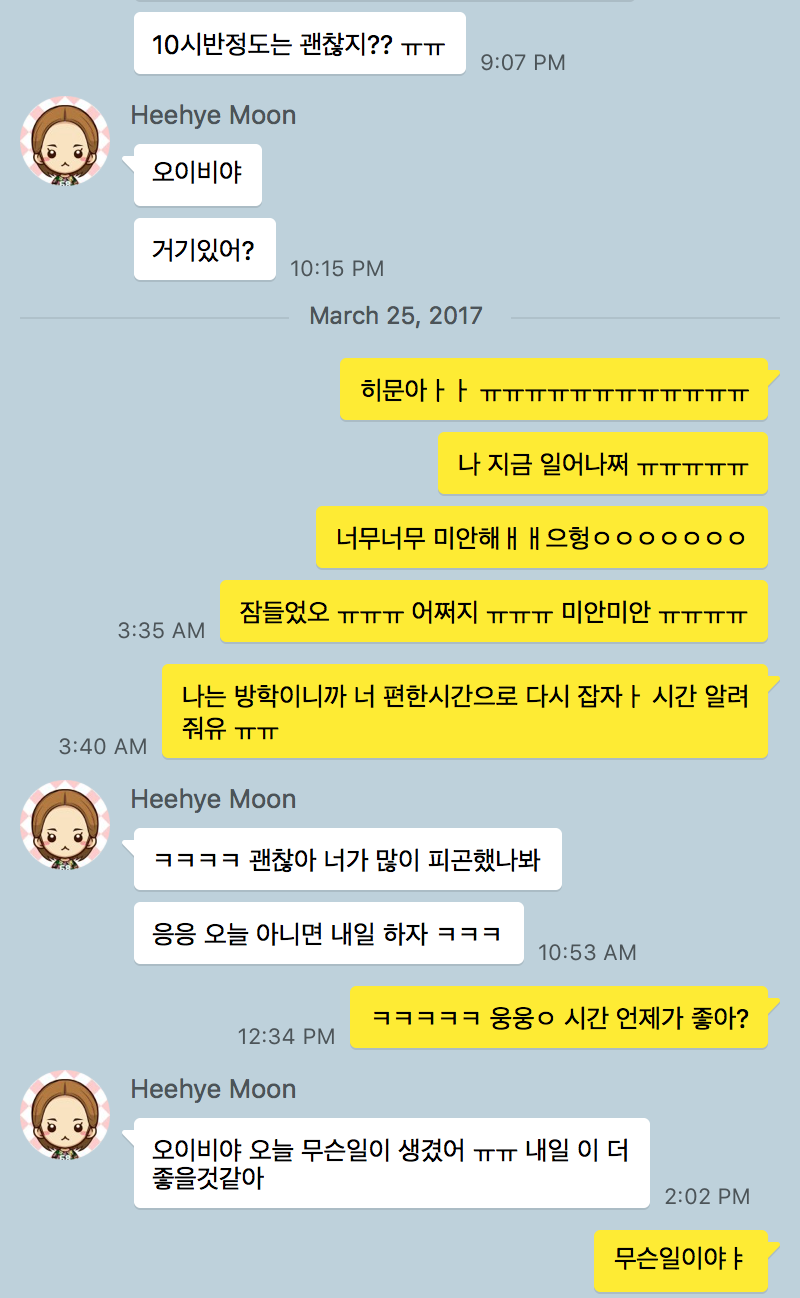 10시반정도는 괜찮지?? ㅠㅠ
9:07 PM
Heehye Moon
오이비야
거기있어?
10:15 PM
March 25, 2017
히문아ㅏㅏ ㅠㅠㅠㅠㅠㅠㅠㅠㅠㅠㅠㅠ
나 지금 일어나쩌 ㅠㅠㅠㅠㅠ
너무너무 미안해ㅐㅐ으헝ㅇㅇㅇㅇㅇㅇㅇ
잠들었오 ㅠㅠㅠ 어쩌지 ㅠㅠㅠ 미안미안 ㅠㅠㅠㅠ
3:35 AM
나는 방학이니까 너 편한시간으로 다시 잡자ㅏ 시간 알려
줘유 ㅠㅠ
3:40 AM
Heehye Moon
ㅋㅋㅋㅋ 괜찮아 너가 많이 피곤했나봐
응응 오늘 아니면 내일 하자 ㅋㅋㅋ
10:53 AM
ㅋㅋㅋㅋㅋ 웅웅ㅇ 시간 언제가 좋아?
12:34 PM
Heehye Moon
오이비야 오늘 무슨일이 생겼어 ㅠㅠ 내일 이 더
좋을것같아
2:02 PM
무슨일이야ㅑ